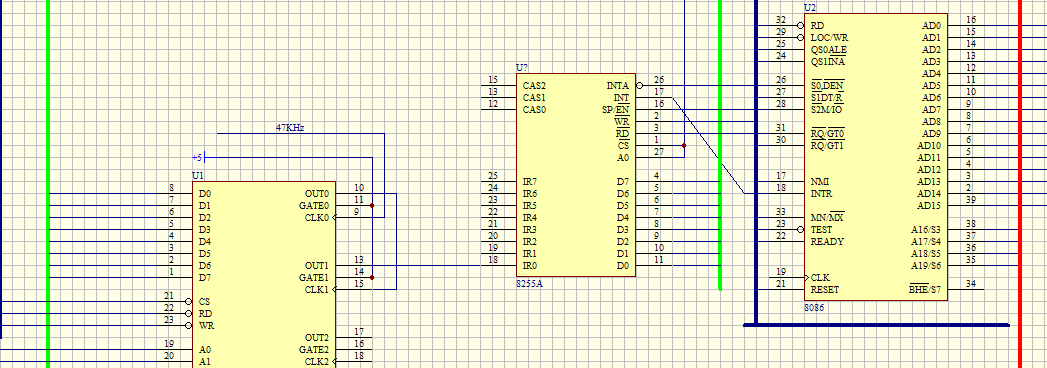 U2
32 RD AD0 16
29 LOC/WR AD1 15
25 QS0ALE AD2 14
24 QS1INA AD3 13
AD4 12
26 S0,DEN AD5 11
27 S1DT/R AD6 10
28 S2M/IO AD7 9
AD8 8
31 RQ/GT0 AD9 7
30 RQ/GT1 AD10 6
AD11 5
AD12 4
17 NMI AD13 3
18 INTR AD14 2
AD15 39
33 MN/MX
23 TEST A16/S3 38
22 READY A17/S4 37
A18/S5 36
A19/S6 35
19 CLK
21 RESET BHE/S7 34
8086
U?
15 CAS2 INTA 26
13 CAS1 INT 17
12 CAS0 SP/EN 16
WR 2
RD 3
CS 1
A0 27
25 IR7 D7 4
24 IR6 D6 5
23 IR5 D5 6
22 IR4 D4 7
21 IR3 D3 8
20 IR2 D2 9
19 IR1 D1 10
18 IR0 D0 11
8255A
47KHz
+5
U1
8 D0 OUT0 10
7 D1 GATE0 11
6 D2 CLK0 9
5 D3
4 D4
3 D5
2 D6 OUT1 13
1 D7 GATE1 14
CLK1 15
21 CS
22 RD
23 WR
OUT2 17
19 A0 GATE2 16
20 A1 CLK2 18